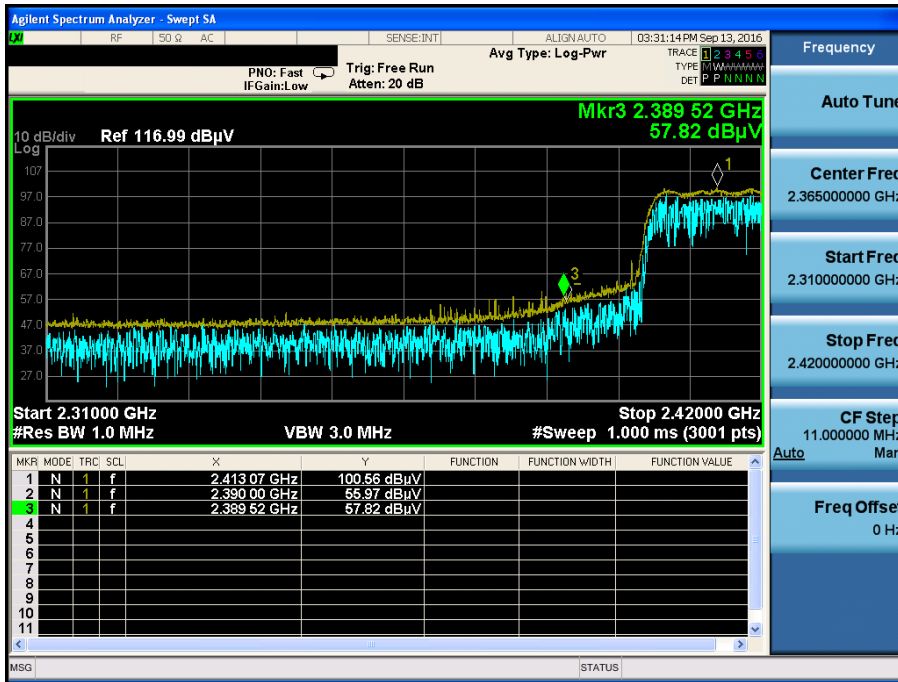 Agilent Spectrum Analyzer - Swept SA
LXI RF 50 Ω AC SENSE:INT ALIGN AUTO 03:31:14 PM Sep 13, 2016
Frequency
Avg Type: Log-Pwr TRACE 1 2 3 4 5 6
PNO: Fast Trig: Free Run TYPE M W W W W W
IFGain:Low Atten: 20 dB DET P P N N N N
Auto Tune
Mkr3 2.389 52 GHz
10 dB/div Ref 116.99 dBµV 57.82 dBµV
Log
107
97.0
87.0
77.0
67.0
57.0
47.0
37.0
27.0
1
3
Center Freq
2.365000000 GHz
Start Freq
2.310000000 GHz
Stop Freq
2.420000000 GHz
Start 2.31000 GHz Stop 2.42000 GHz
#Res BW 1.0 MHz VBW 3.0 MHz #Sweep 1.000 ms (3001 pts)
CF Step
11.000000 MHz
Auto Man
MKR MODE TRC SCL X Y FUNCTION FUNCTION WIDTH FUNCTION VALUE
1 N 1 f 2.413 07 GHz 100.56 dBµV
2 N 1 f 2.390 00 GHz 55.97 dBµV
3 N 1 f 2.389 52 GHz 57.82 dBµV
4
5
6
7
8
9
10
11
Freq Offset
0 Hz
MSG STATUS